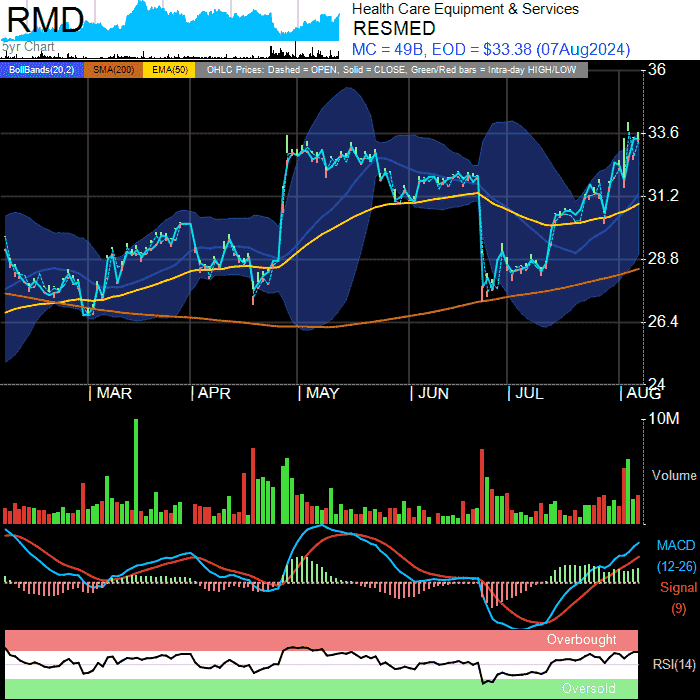 RMD
5yr Chart
Health Care Equipment & Services
RESMED
MC = 49B, EOD = $33.38 (07Aug2024)
BollBands(20,2) SMA(200) EMA(50) OHLC Prices: Dashed = OPEN, Solid = CLOSE, Green/Red bars = Intra-day HIGH/LOW
36
33.6
31.2
28.8
26.4
24
| MAR | APR | MAY | JUN | JUL | AUG
10M
Volume
MACD
(12-26)
Signal
(9)
Overbought
RSI(14)
Oversold